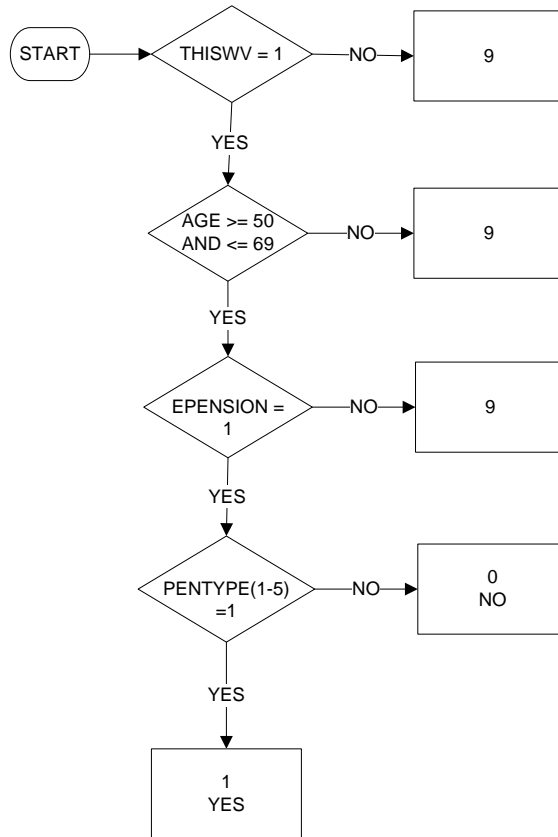 START
THISWV = 1
NO
9
YES
AGE >= 50
AND <= 69
NO
9
YES
EPENSION =
1
NO
9
YES
PENTYPE(1-5)
=1
NO
0
NO
YES
1
YES